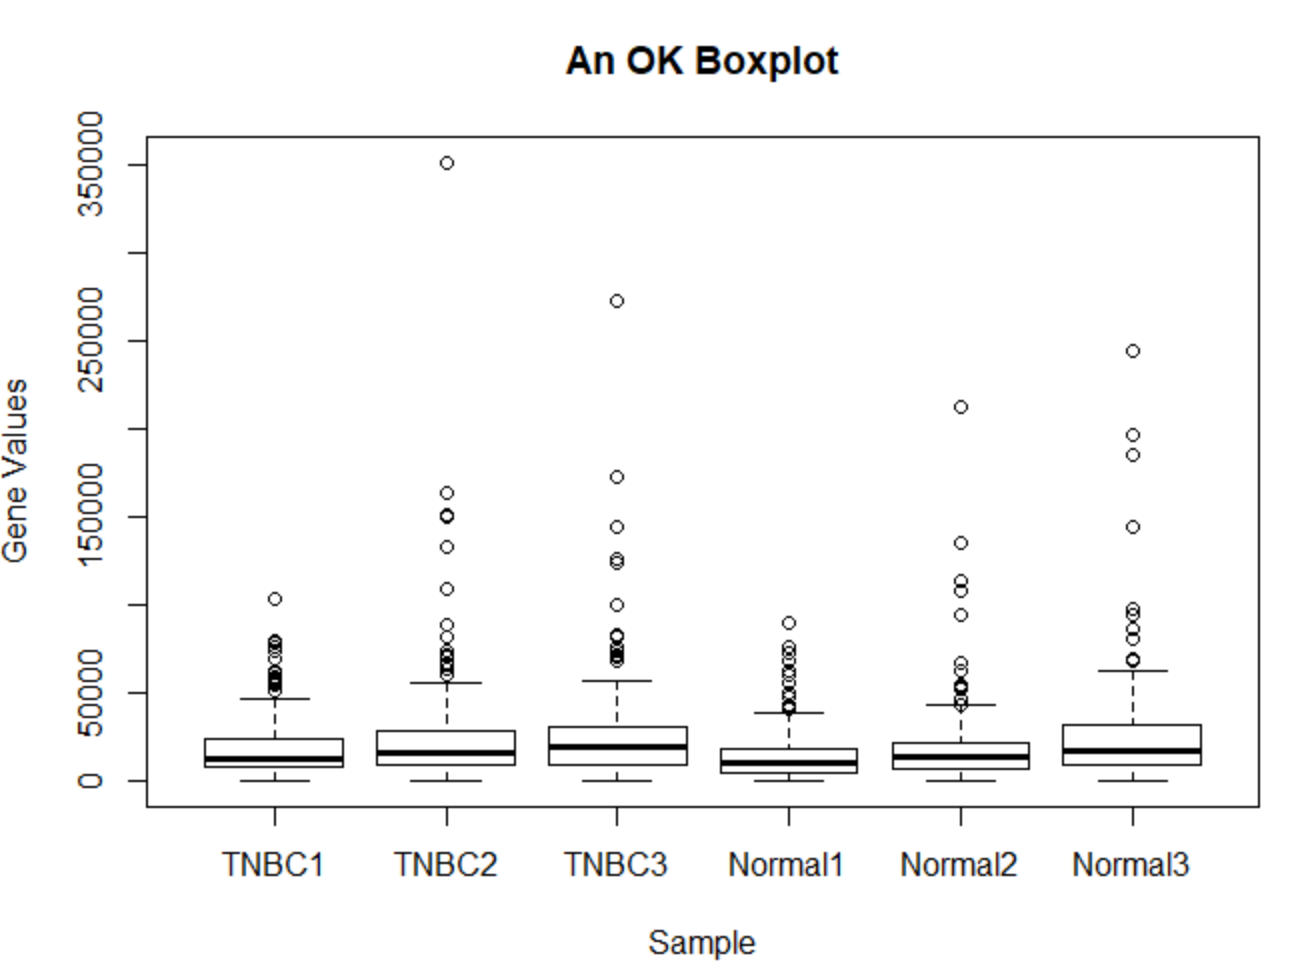 An OK Boxplot
Gene Values
350000
250000
150000
50000
0
TNBC1 TNBC2 TNBC3 Normal1 Normal2 Normal3
Sample